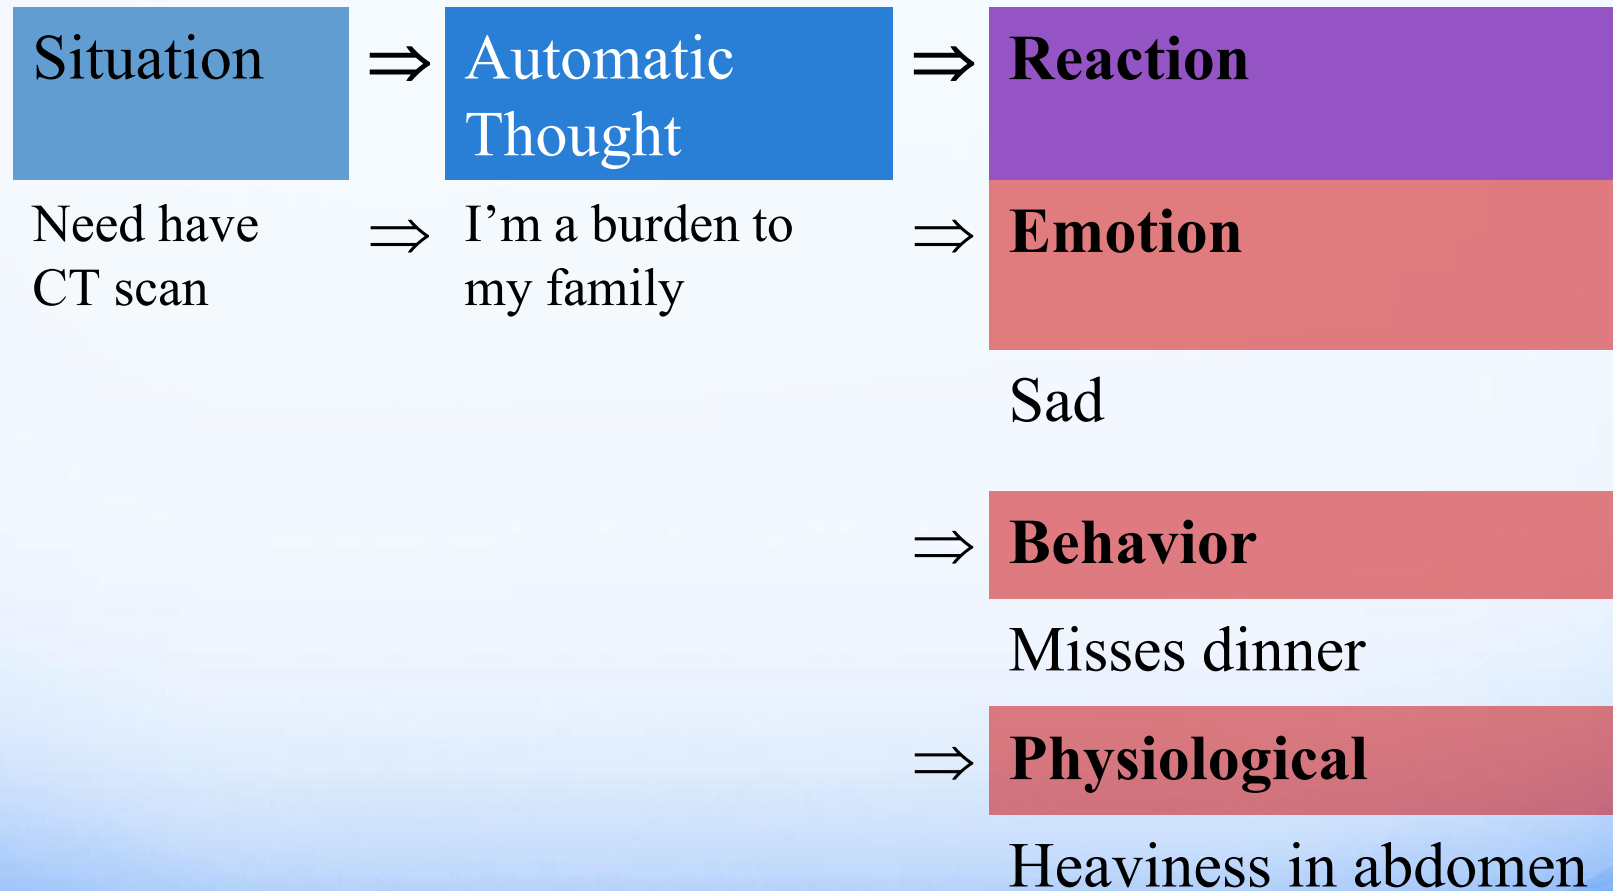 Situation ⇒ Automatic ⇒ Reaction
Thought
Need have ⇒ I'm a burden to ⇒ Emotion
CT scan my family
Sad
⇒ Behavior
Misses dinner
⇒ Physiological
Heaviness in abdomen